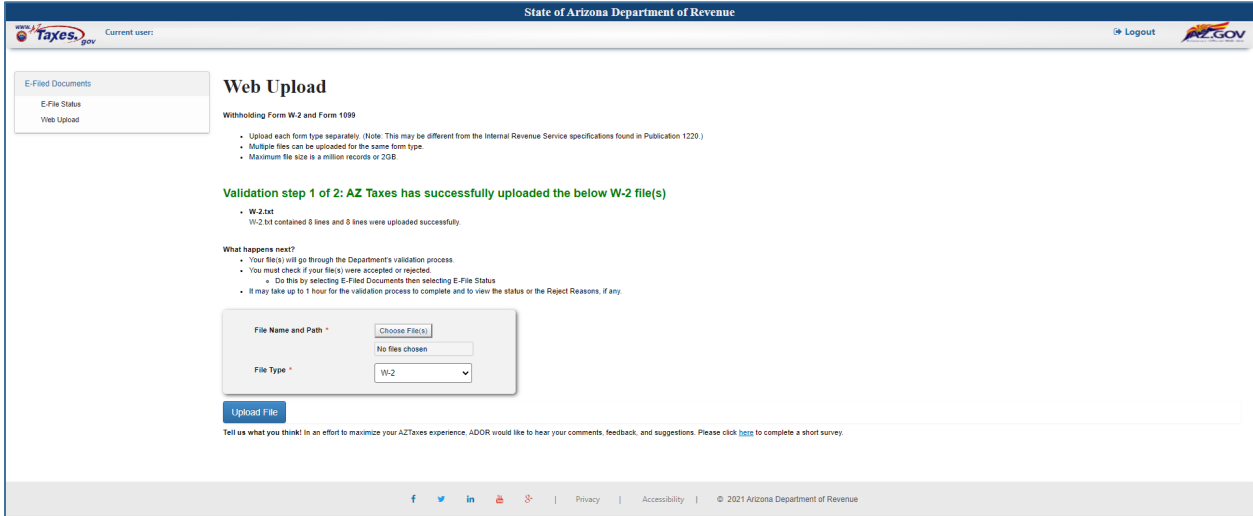 State of Arizona Department of Revenue
www.AZTaxes.gov
Current user:
Logout
AZ.GOV
E-Filed Documents
E-File Status
Web Upload
Web Upload
Withholding Form W-2 and Form 1099
• Upload each form type separately. (Note: This may be different from the Internal Revenue Service specifications found in Publication 1220.)
• Multiple files can be uploaded for the same form type.
• Maximum file size is a million records or 2GB.
Validation step 1 of 2: AZ Taxes has successfully uploaded the below W-2 file(s)
• W-2.txt
W-2.txt contained 8 lines and 8 lines were uploaded successfully.
What happens next?
• Your file(s) will go through the Department's validation process.
• You must check if your file(s) were accepted or rejected.
o Do this by selecting E-Filed Documents then selecting E-File Status
• It may take up to 1 hour for the validation process to complete and to view the status or the Reject Reasons, if any.
File Name and Path *
Choose File(s)
No files chosen
File Type *
W-2
Upload File
Tell us what you think! In an effort to maximize your AZTaxes experience, ADOR would like to hear your comments, feedback, and suggestions. Please click here to complete a short survey.
| Privacy | Accessibility | © 2021 Arizona Department of Revenue